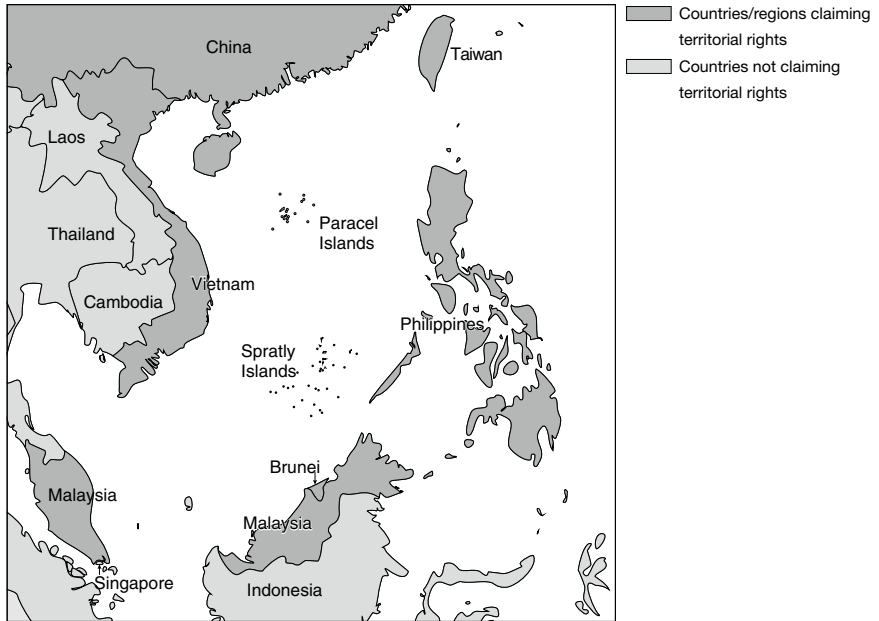 Countries/regions claiming
territorial rights
Countries not claiming
territorial rights
China
Taiwan
Laos
Paracel
Islands
Thailand
Vietnam
Cambodia
Philippines
Spratly
Islands
Brunei
Malaysia
Malaysia
Singapore
Indonesia